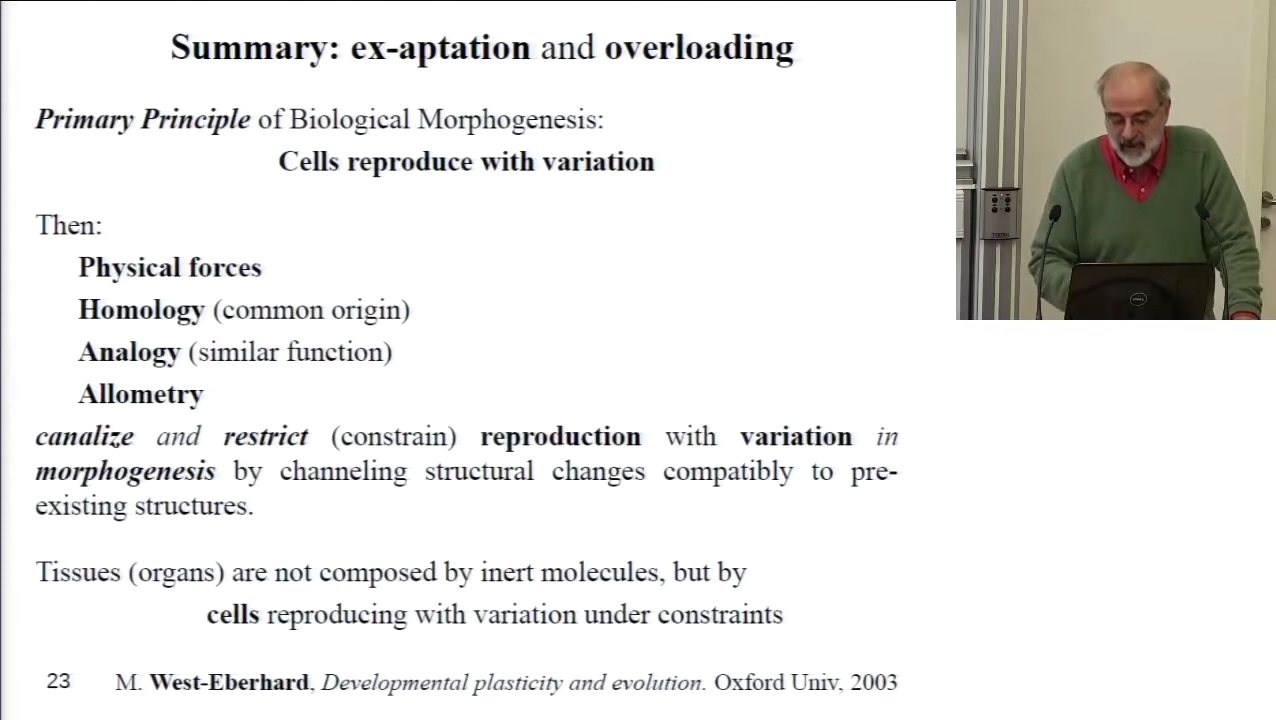 Summary: ex-aptation and overloading
Primary Principle of Biological Morphogenesis:
Cells reproduce with variation
Then:
Physical forces
Homology (common origin)
Analogy (similar function)
Allometry
canalize and restrict (constrain) reproduction with variation in
morphogenesis by channeling structural changes compatibly to pre-
existing structures.
Tissues (organs) are not composed by inert molecules, but by
cells reproducing with variation under constraints
23 M. West-Eberhard, Developmental plasticity and evolution. Oxford Univ, 2003